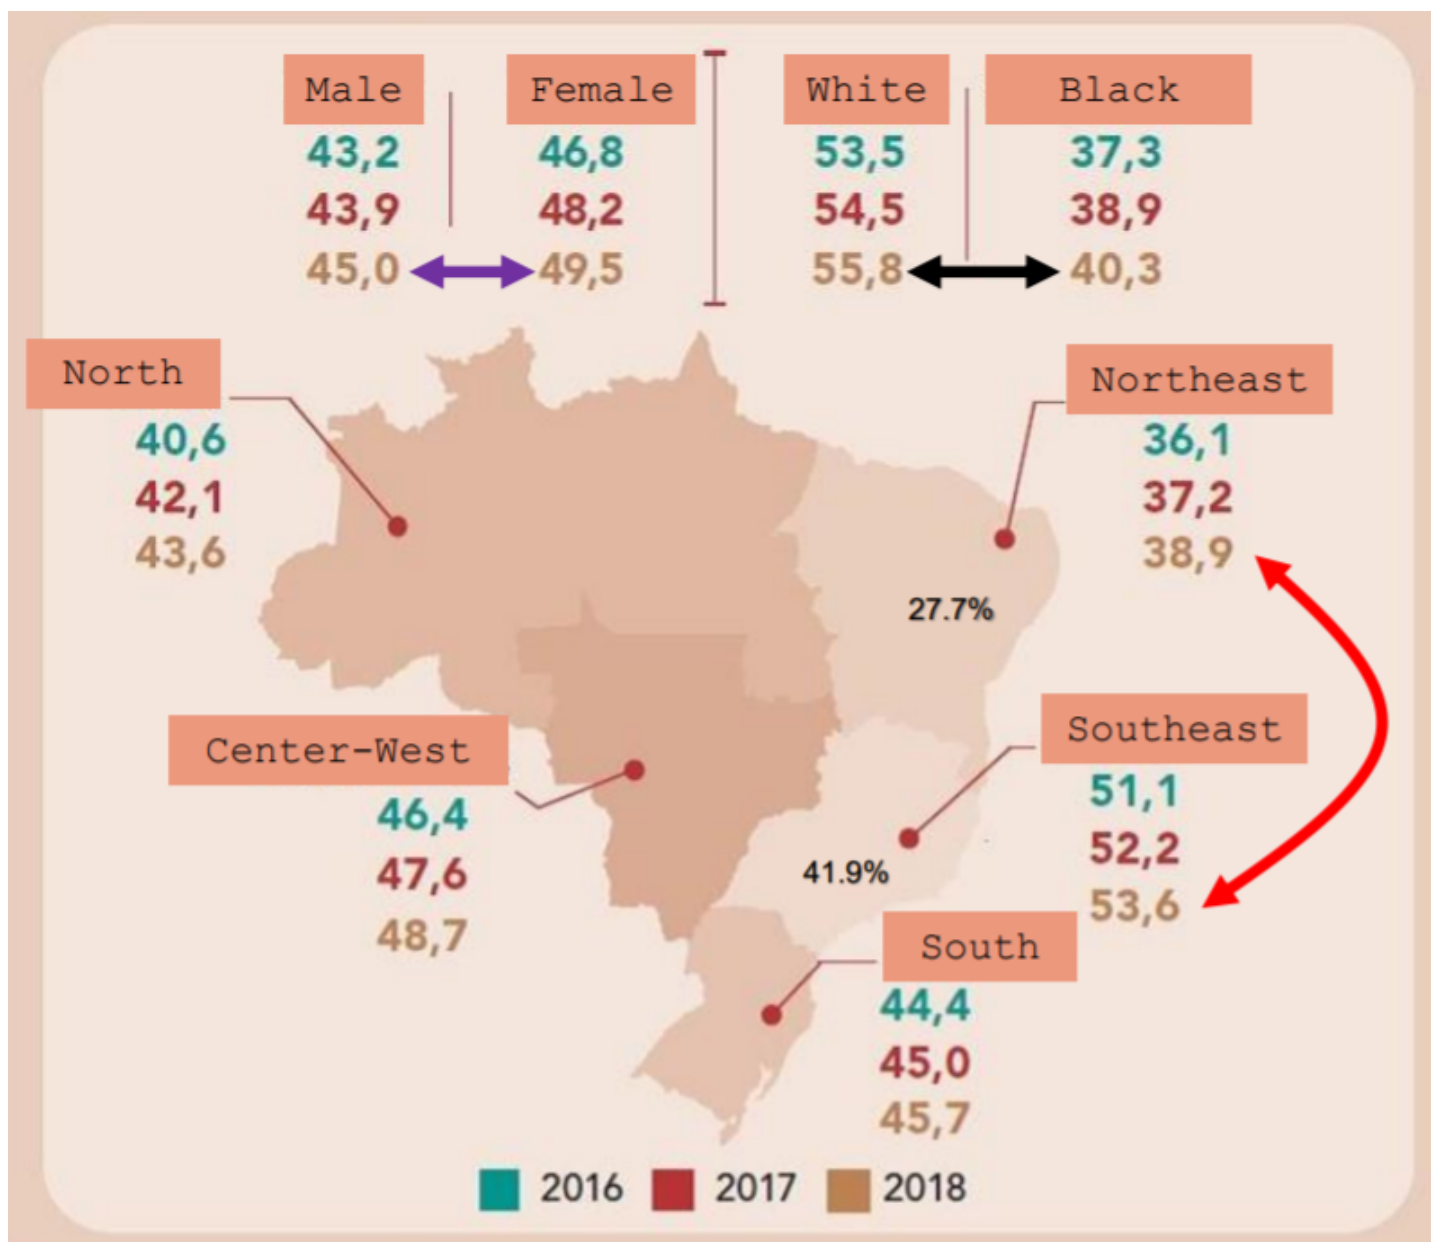 Male
43,2
43,9
45,0
Female
46,8
48,2
49,5
White
53,5
54,5
55,8
Black
37,3
38,9
40,3
North
40,6
42,1
43,6
Northeast
36,1
37,2
38,9
27.7%
Center-West
46,4
47,6
48,7
Southeast
51,1
52,2
53,6
41.9%
South
44,4
45,0
45,7
2016 2017 2018